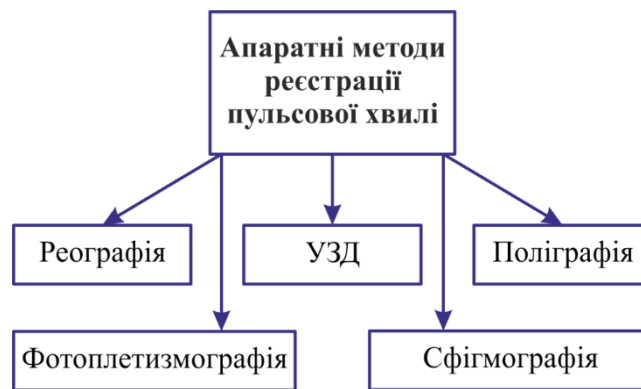 Апаратні методи
реєстрації
пульсової хвилі
Реографія
УЗД
Поліграфія
Фотоплетизмографія
Сфігмографія